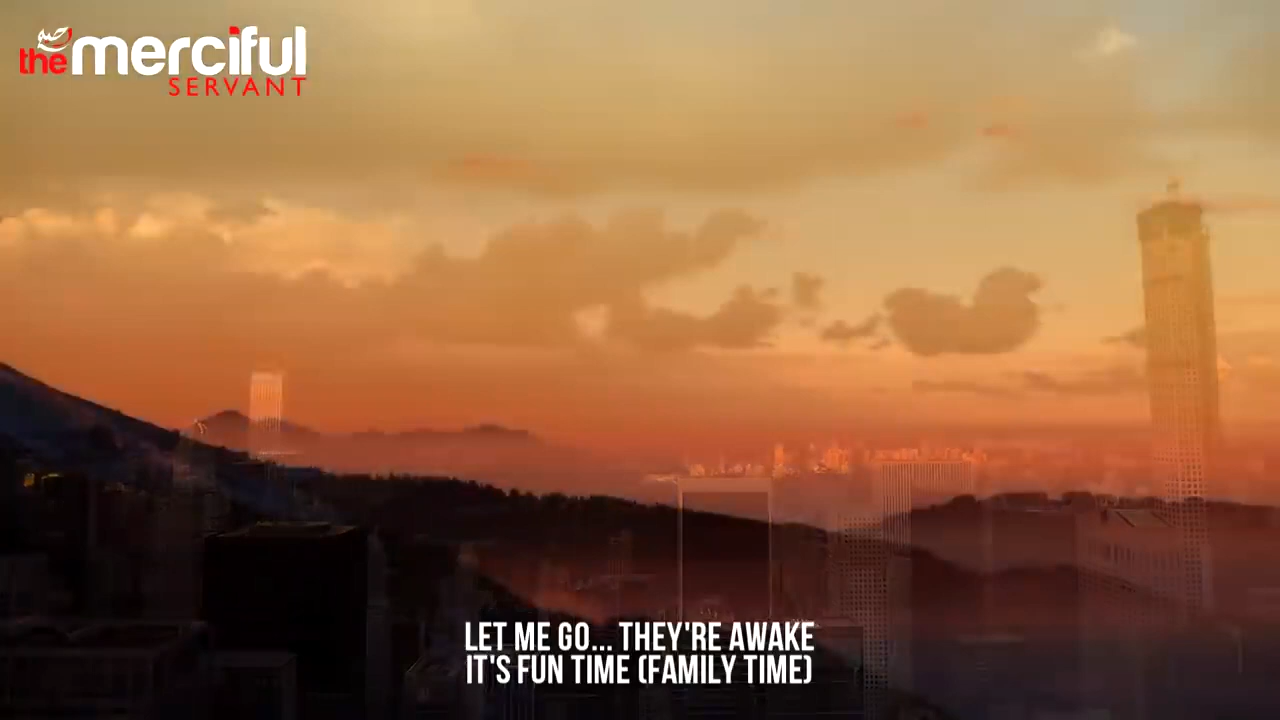 the merciful
SERVANT
LET ME GO... THEY'RE AWAKE
IT'S FUN TIME (FAMILY TIME)